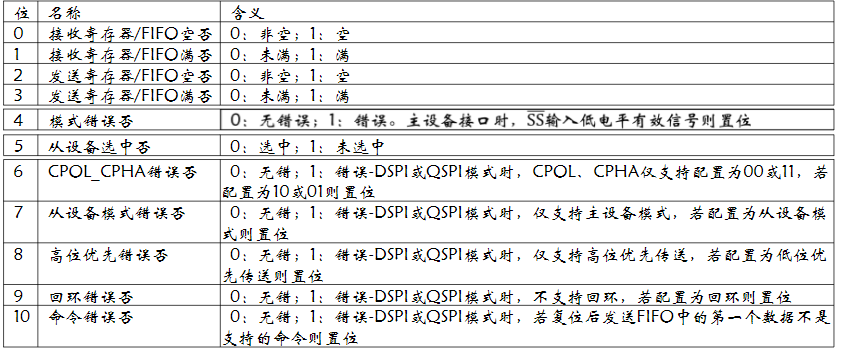 位 名称 含义
0 接收寄存器/FIFO空否 0：非空；1：空
1 接收寄存器/FIFO满否 0：未满；1：满
2 发送寄存器/FIFO空否 0：非空；1：空
3 发送寄存器/FIFO满否 0：未满；1：满
4 模式错误否 0：无错误；1：错误。主设备接口时，S̅S̅输入低电平有效信号则置位
5 从设备选中否 0：选中；1：未选中
6 CPOL_CPHA错误否 0：无错；1：错误-DSPI或QSPI模式时，CPOL、CPHA仅支持配置为00或11，若
配置为10或01则置位
7 从设备模式错误否 0：无错；1：错误-DSPI或QSPI模式时，仅支持主设备模式，若配置为从设备模
式则置位
8 高位优先错误否 0：无错；1：错误-DSPI或QSPI模式时，仅支持高位优先传送，若配置为低位优
先传送则置位
9 回环错误否 0：无错；1：错误-DSPI或QSPI模式时，不支持回环，若配置为回环则置位
10 命令错误否 0：无错；1：错误-DSPI或QSPI模式时，若复位后发送FIFO中的第一个数据不是
支持的命令则置位